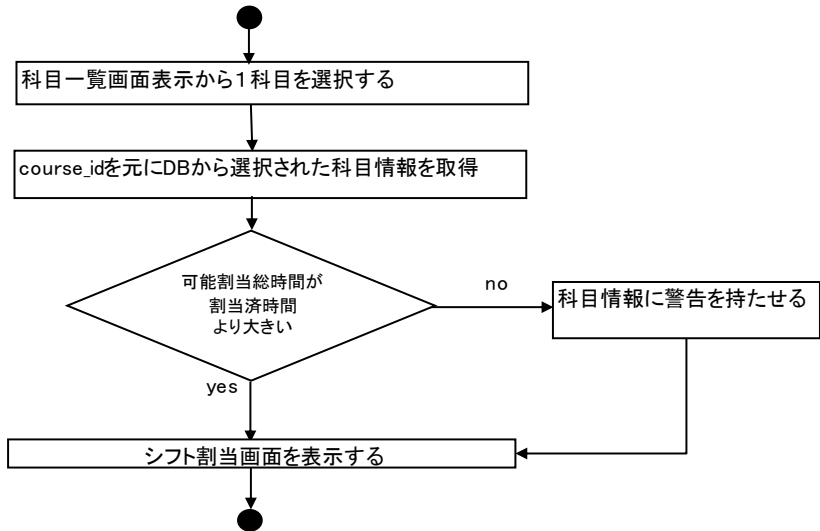 科目一覧画面表示から1科目を選択する
course_idを元にDBから選択された科目情報を取得
可能割当総時間が
割当済時間
より大きい
no
科目情報に警告を持たせる
yes
シフト割当画面を表示する